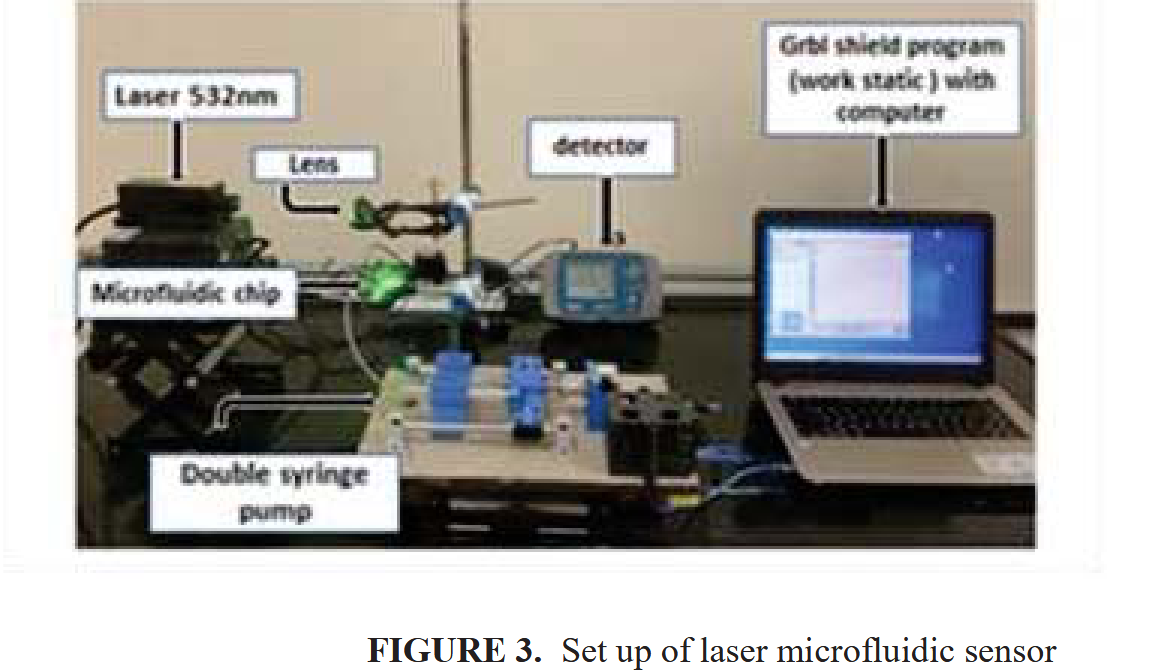 Laser 532nm
Lens
detector
Grbl shield program
(work static ) with
computer
Microfluidic chip
Double syringe
pump
FIGURE 3. Set up of laser microfluidic sensor